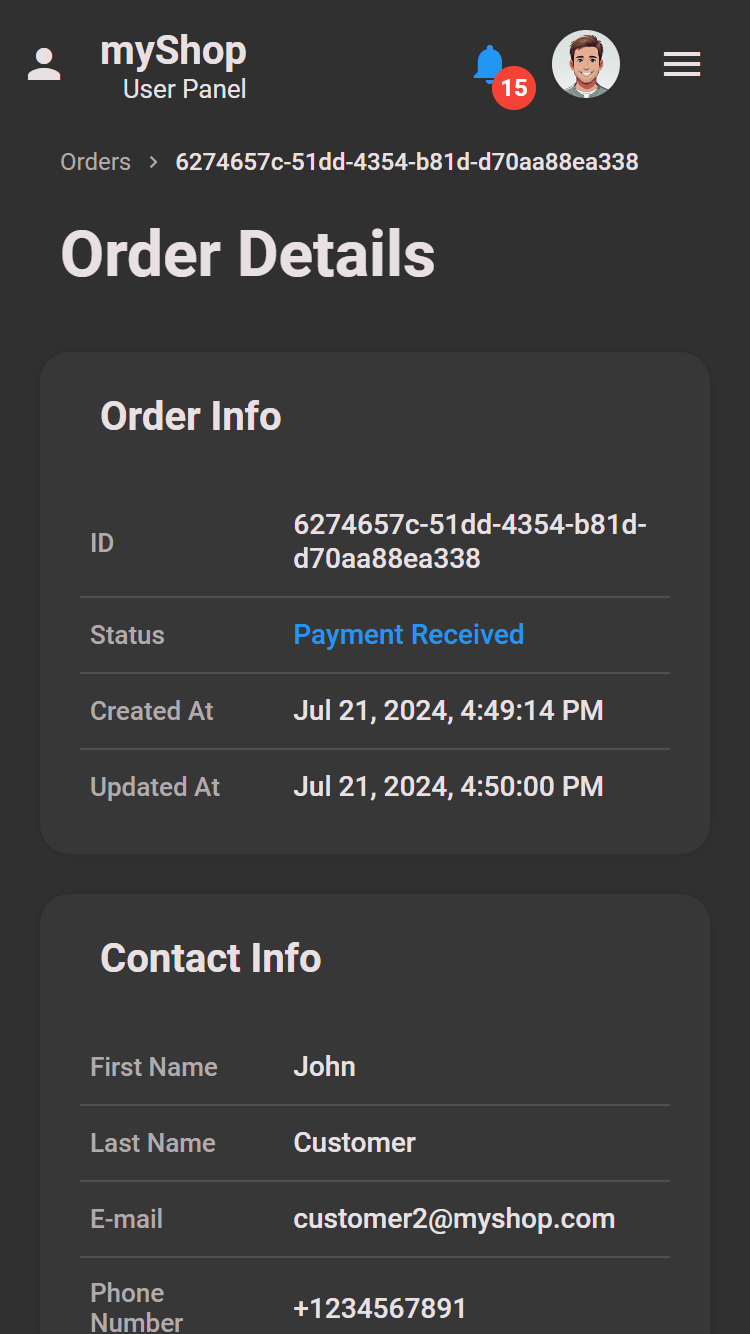 myShop
User Panel
15
Orders > 6274657c-51dd-4354-b81d-d70aa88ea338
Order Details
Order Info
ID 6274657c-51dd-4354-b81d-
d70aa88ea338
Status Payment Received
Created At Jul 21, 2024, 4:49:14 PM
Updated At Jul 21, 2024, 4:50:00 PM
Contact Info
First Name John
Last Name Customer
E-mail customer2@myshop.com
Phone
Number +1234567891